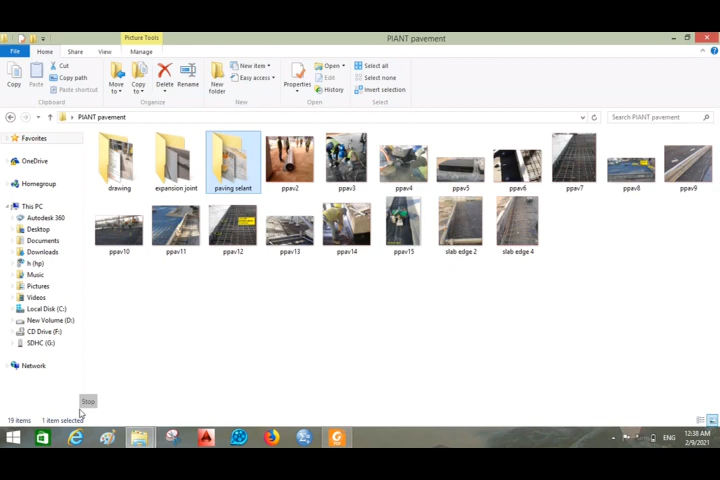 Picture Tools
PIANT pavement
File Home Share View Manage
Copy Paste Cut Copy path Paste shortcut Move to Copy to Delete Rename New folder New item Easy access Properties Open Edit History Select all Select none Invert selection
Clipboard Organize New Open Select
PIANT pavement Search PIANT pavement
Favorites
OneDrive
Homegroup
This PC
Autodesk 360
Desktop
Documents
Downloads
h (hp)
Music
Pictures
Videos
Local Disk (C:)
New Volume (D:)
CD Drive (F:)
SDHC (G:)
Network
drawing expansion joint paving selant ppav2 ppav3 ppav4 ppav5 ppav6 ppav7 ppav8 ppav9
ppav10 ppav11 ppav12 ppav13 ppav14 ppav15 slab edge 2 slab edge 4
Stop
19 items 1 item selected
ENG 12:38 AM
2/9/2021